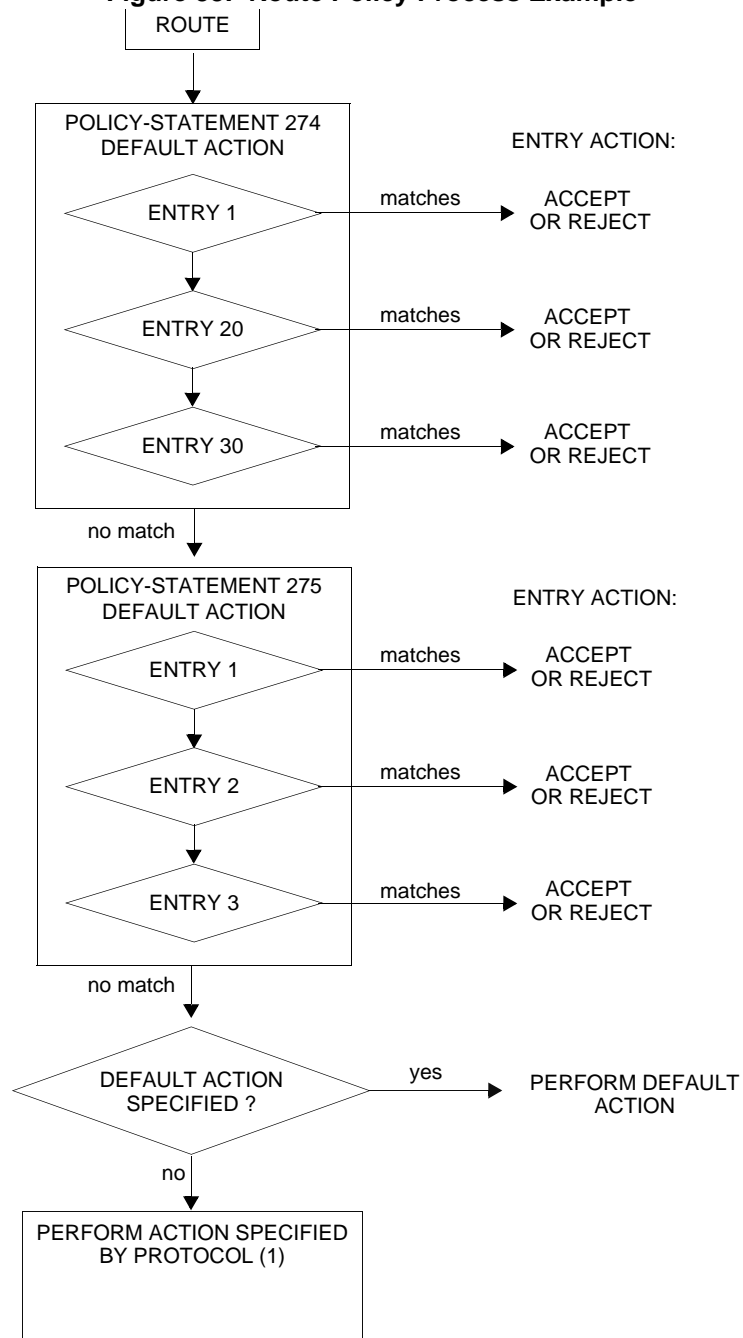 ROUTE
POLICY-STATEMENT 274
DEFAULT ACTION
ENTRY ACTION:
ENTRY 1
matches
ACCEPT
OR REJECT
ENTRY 20
matches
ACCEPT
OR REJECT
ENTRY 30
matches
ACCEPT
OR REJECT
no match
POLICY-STATEMENT 275
DEFAULT ACTION
ENTRY ACTION:
ENTRY 1
matches
ACCEPT
OR REJECT
ENTRY 2
matches
ACCEPT
OR REJECT
ENTRY 3
matches
ACCEPT
OR REJECT
no match
DEFAULT ACTION
SPECIFIED ?
yes
PERFORM DEFAULT
ACTION
no
PERFORM ACTION SPECIFIED
BY PROTOCOL (1)